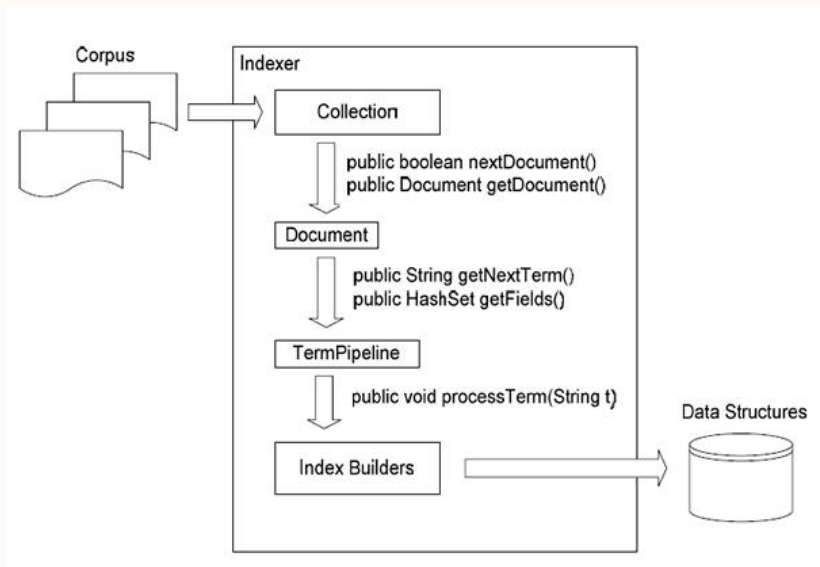 Corpus
Indexer
Collection
public boolean nextDocument()
public Document getDocument()
Document
public String getNextTerm()
public HashSet getFields()
TermPipeline
public void processTerm(String t)
Data Structures
Index Builders